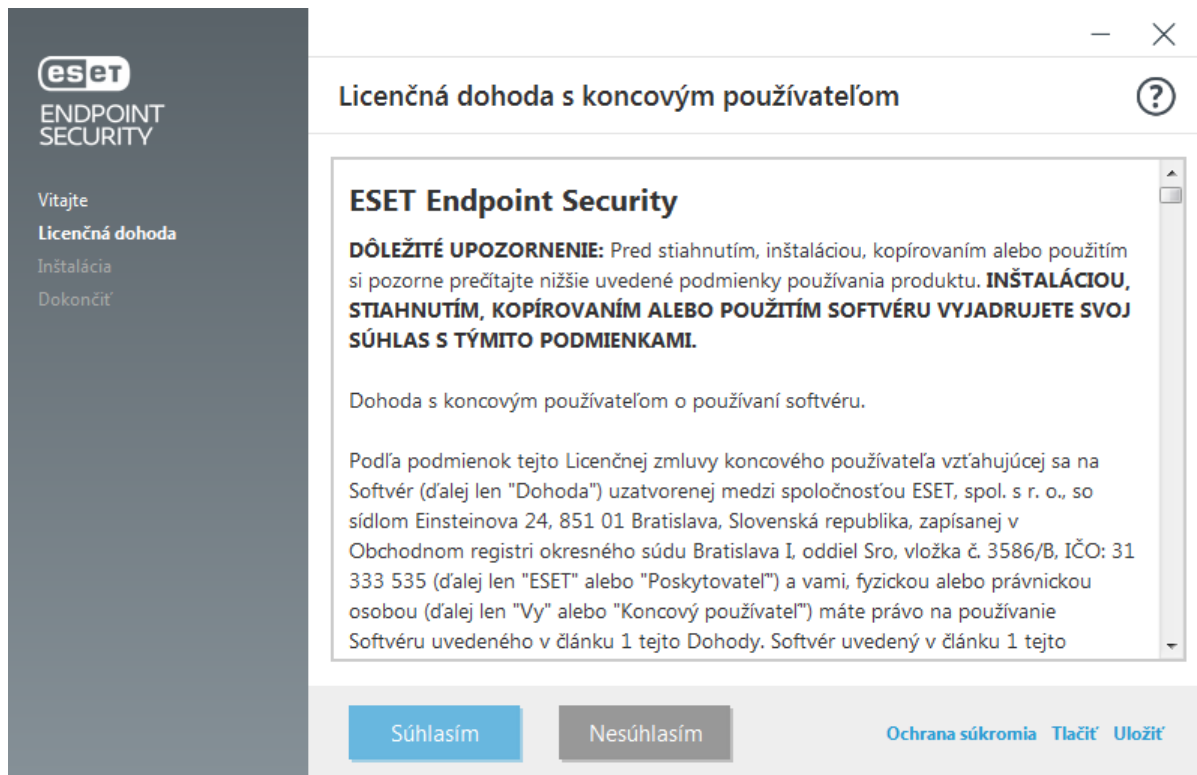 eset
ENDPOINT
SECURITY
Vitajte
Licenčná dohoda
Inštalácia
Dokončiť
Licenčná dohoda s koncovým používateľom
?
ESET Endpoint Security
DÔLEŽITÉ UPOZORNENIE: Pred stiahnutím, inštaláciou, kopírovaním alebo použitím
si pozorne prečítajte nižšie uvedené podmienky používania produktu. INŠTALÁCIOU,
STIAHNUTÍM, KOPÍROVANÍM ALEBO POUŽITÍM SOFTVÉRU VYJADRUJETE SVOJ
SÚHLAS S TÝMITO PODMIENKAMI.
Dohoda s koncovým používateľom o používaní softvéru.
Podľa podmienok tejto Licenčnej zmluvy koncového používateľa vzťahujúcej sa na
Softvér (ďalej len "Dohoda") uzatvorenej medzi spoločnosťou ESET, spol. s r. o., so
sídlom Einsteinova 24, 851 01 Bratislava, Slovenská republika, zapísanej v
Obchodnom registri okresného súdu Bratislava I, oddiel Sro, vložka č. 3586/B, IČO: 31
333 535 (ďalej len "ESET" alebo "Poskytovateľ") a vami, fyzickou alebo právnickou
osobou (ďalej len "Vy" alebo "Koncový používateľ") máte právo na používanie
Softvéru uvedeného v článku 1 tejto Dohody. Softvér uvedený v článku 1 tejto
Súhlasím
Nesúhlasím
Ochrana súkromia Tlačiť Uložiť